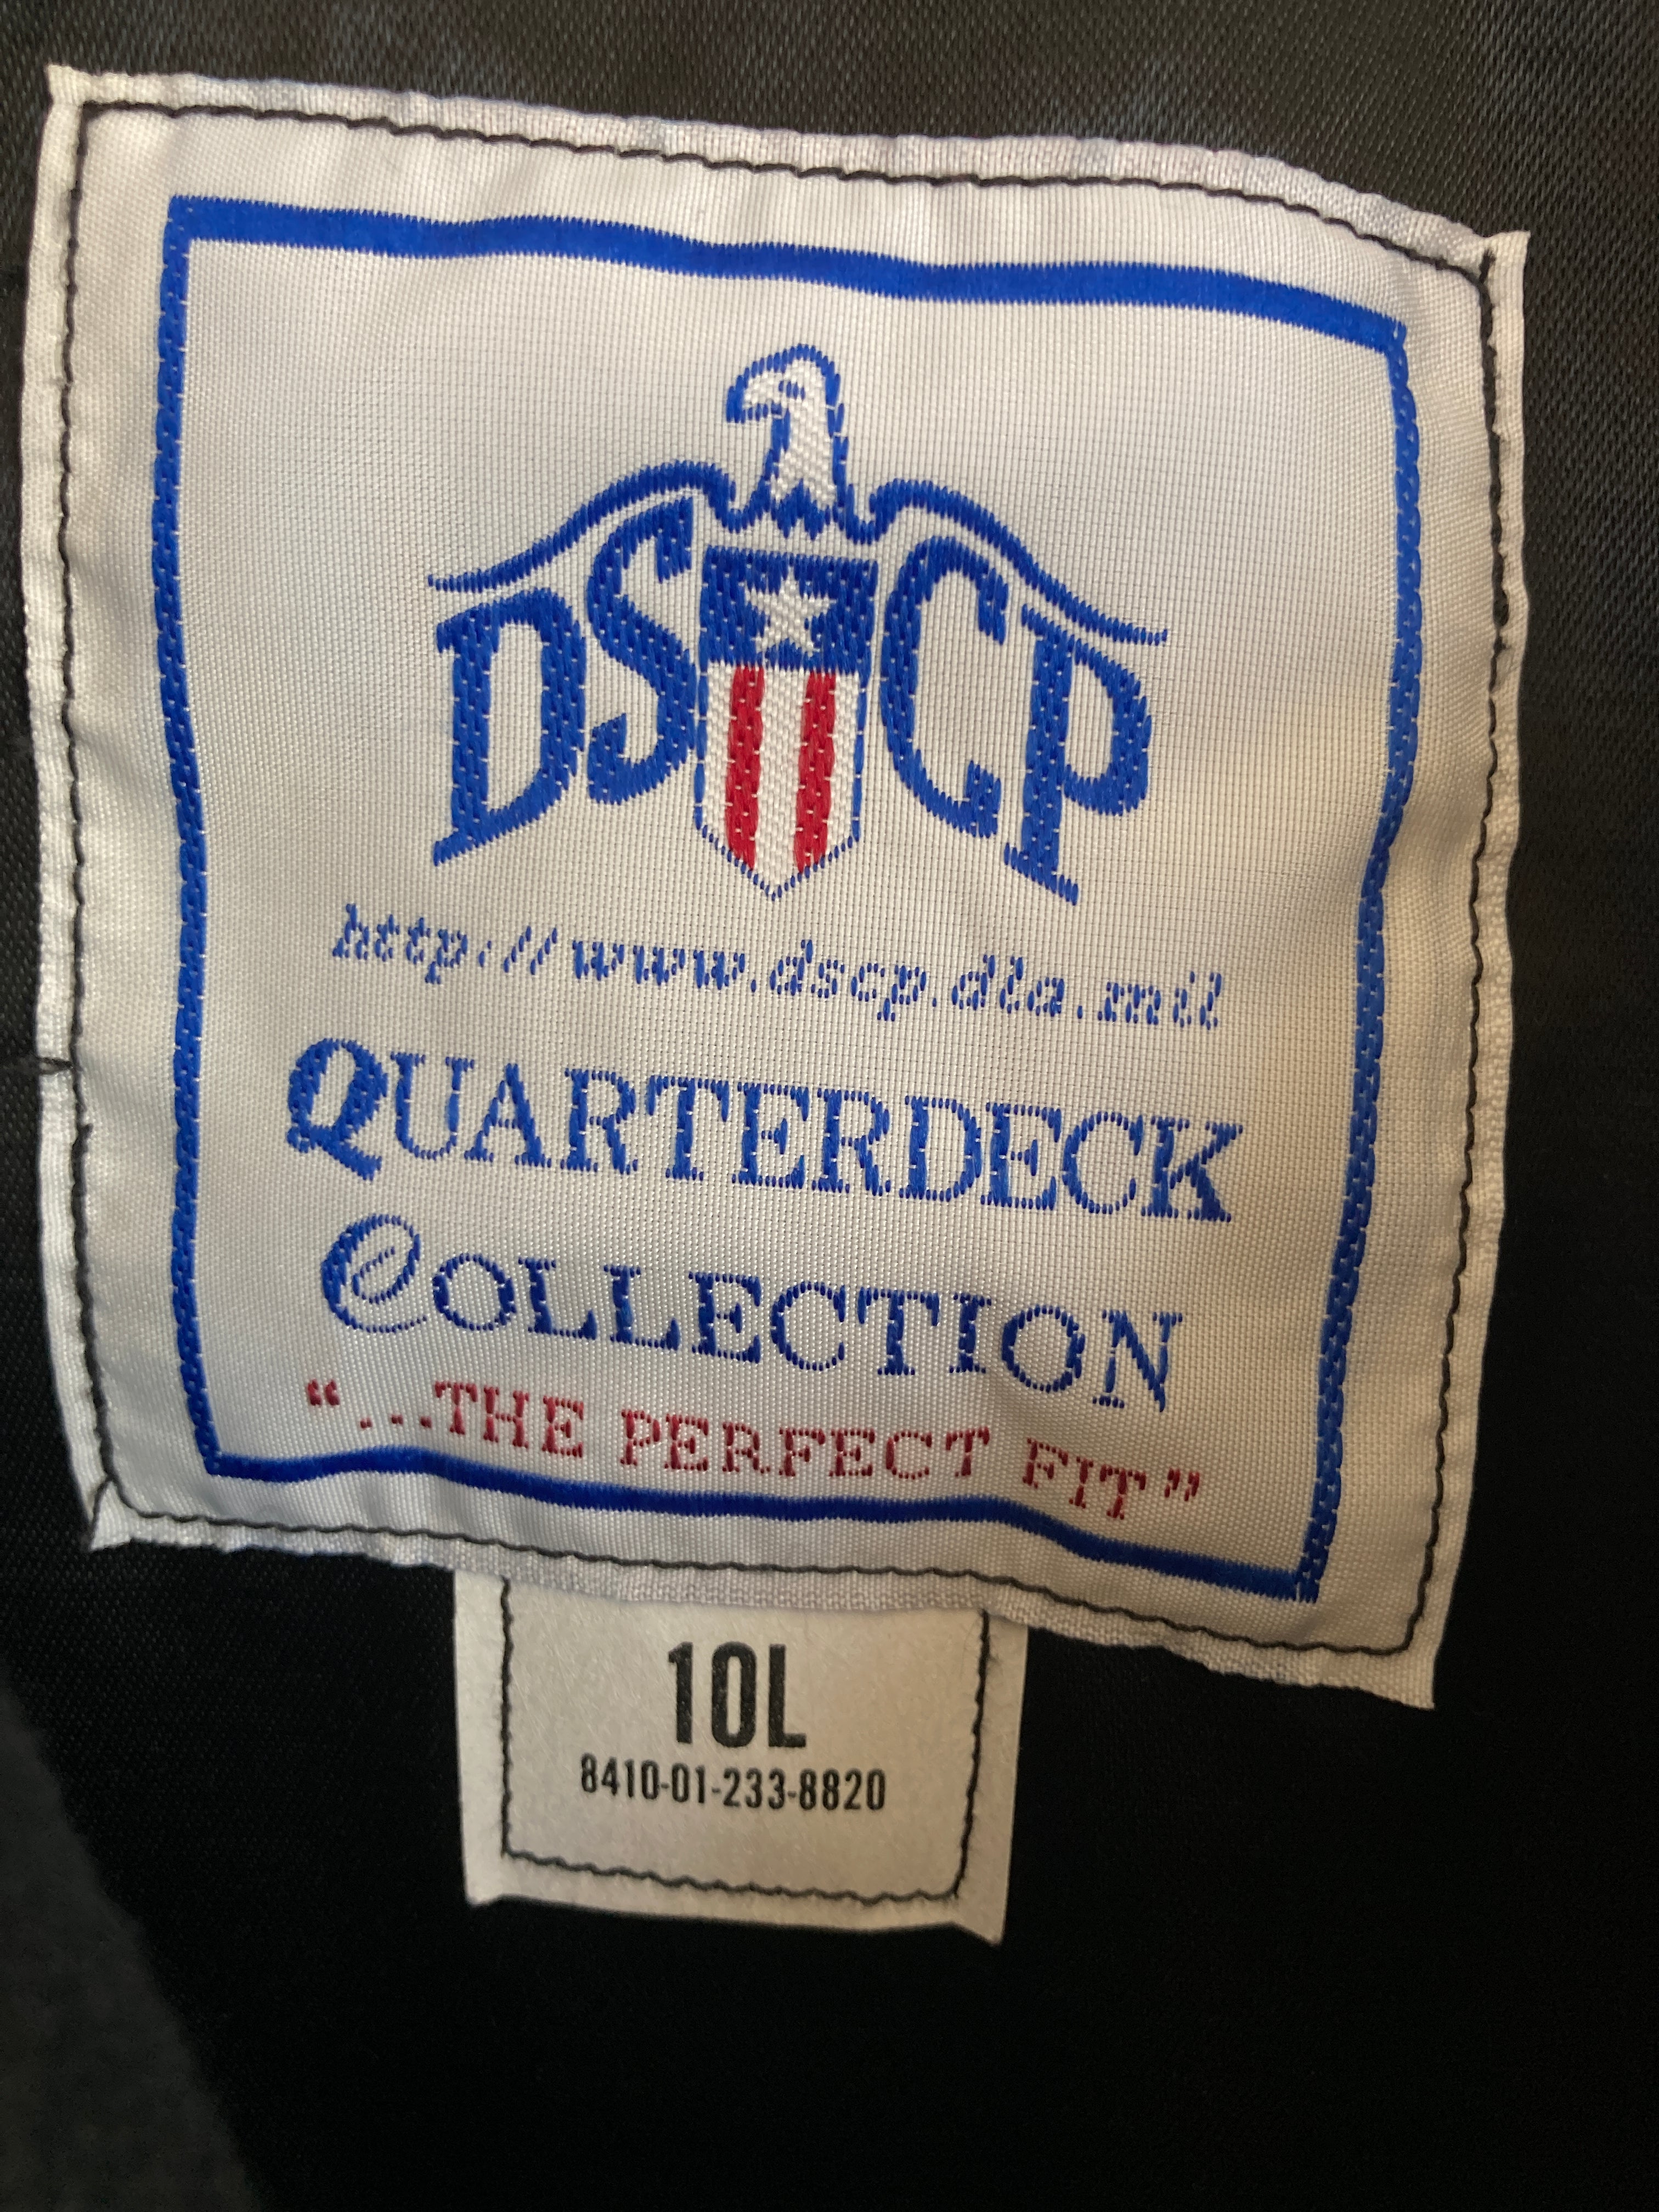 DSCP
http://www.dscp.dla.mil
QUARTERDECK
COLLECTION
"...THE PERFECT FIT"
10L
8410-01-233-8820